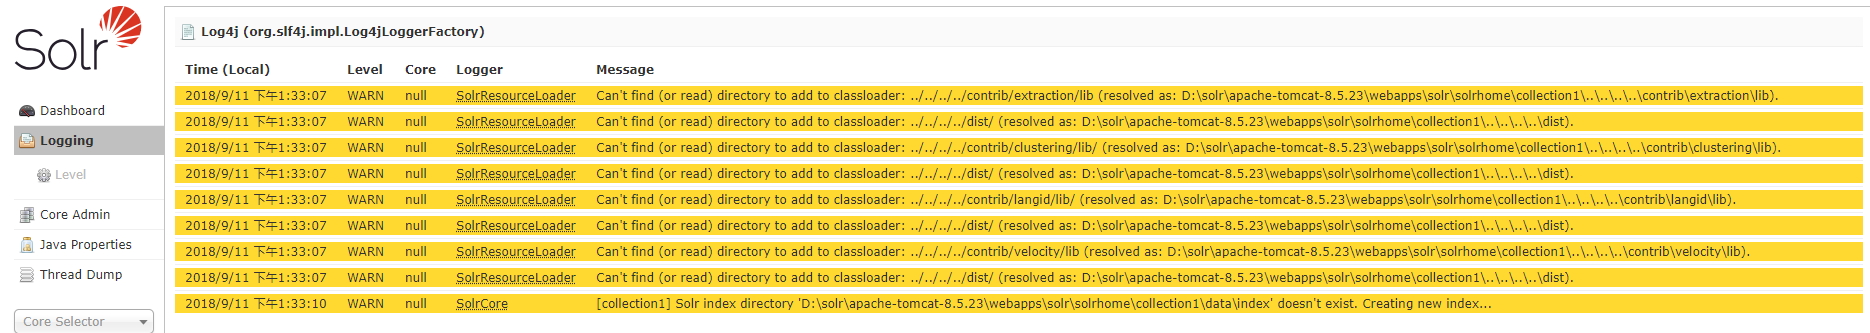 Solr
Dashboard
Logging
Level
Core Admin
Java Properties
Thread Dump
Core Selector
Log4j (org.slf4j.impl.Log4jLoggerFactory)
Time (Local) Level Core Logger Message
2018/9/11 下午1:33:07 WARN null SolrResourceLoader Can't find (or read) directory to add to classloader: ../../../../contrib/extraction/lib (resolved as: D:\solr\apache-tomcat-8.5.23\webapps\solr\solrhome\collection1\..\..\..\..\contrib\extraction\lib).
2018/9/11 下午1:33:07 WARN null SolrResourceLoader Can't find (or read) directory to add to classloader: ../../../../dist/ (resolved as: D:\solr\apache-tomcat-8.5.23\webapps\solr\solrhome\collection1\..\..\..\..\dist).
2018/9/11 下午1:33:07 WARN null SolrResourceLoader Can't find (or read) directory to add to classloader: ../../../../contrib/clustering/lib/ (resolved as: D:\solr\apache-tomcat-8.5.23\webapps\solr\solrhome\collection1\..\..\..\..\contrib\clustering\lib).
2018/9/11 下午1:33:07 WARN null SolrResourceLoader Can't find (or read) directory to add to classloader: ../../../../dist/ (resolved as: D:\solr\apache-tomcat-8.5.23\webapps\solr\solrhome\collection1\..\..\..\..\dist).
2018/9/11 下午1:33:07 WARN null SolrResourceLoader Can't find (or read) directory to add to classloader: ../../../../contrib/langid/lib/ (resolved as: D:\solr\apache-tomcat-8.5.23\webapps\solr\solrhome\collection1\..\..\..\..\contrib\langid\lib).
2018/9/11 下午1:33:07 WARN null SolrResourceLoader Can't find (or read) directory to add to classloader: ../../../../dist/ (resolved as: D:\solr\apache-tomcat-8.5.23\webapps\solr\solrhome\collection1\..\..\..\..\dist).
2018/9/11 下午1:33:07 WARN null SolrResourceLoader Can't find (or read) directory to add to classloader: ../../../../contrib/velocity/lib (resolved as: D:\solr\apache-tomcat-8.5.23\webapps\solr\solrhome\collection1\..\..\..\..\contrib\velocity\lib).
2018/9/11 下午1:33:07 WARN null SolrResourceLoader Can't find (or read) directory to add to classloader: ../../../../dist/ (resolved as: D:\solr\apache-tomcat-8.5.23\webapps\solr\solrhome\collection1\..\..\..\..\dist).
2018/9/11 下午1:33:10 WARN null SolrCore [collection1] Solr index directory 'D:\solr\apache-tomcat-8.5.23\webapps\solr\solrhome\collection1\data\index' doesn't exist. Creating new index...